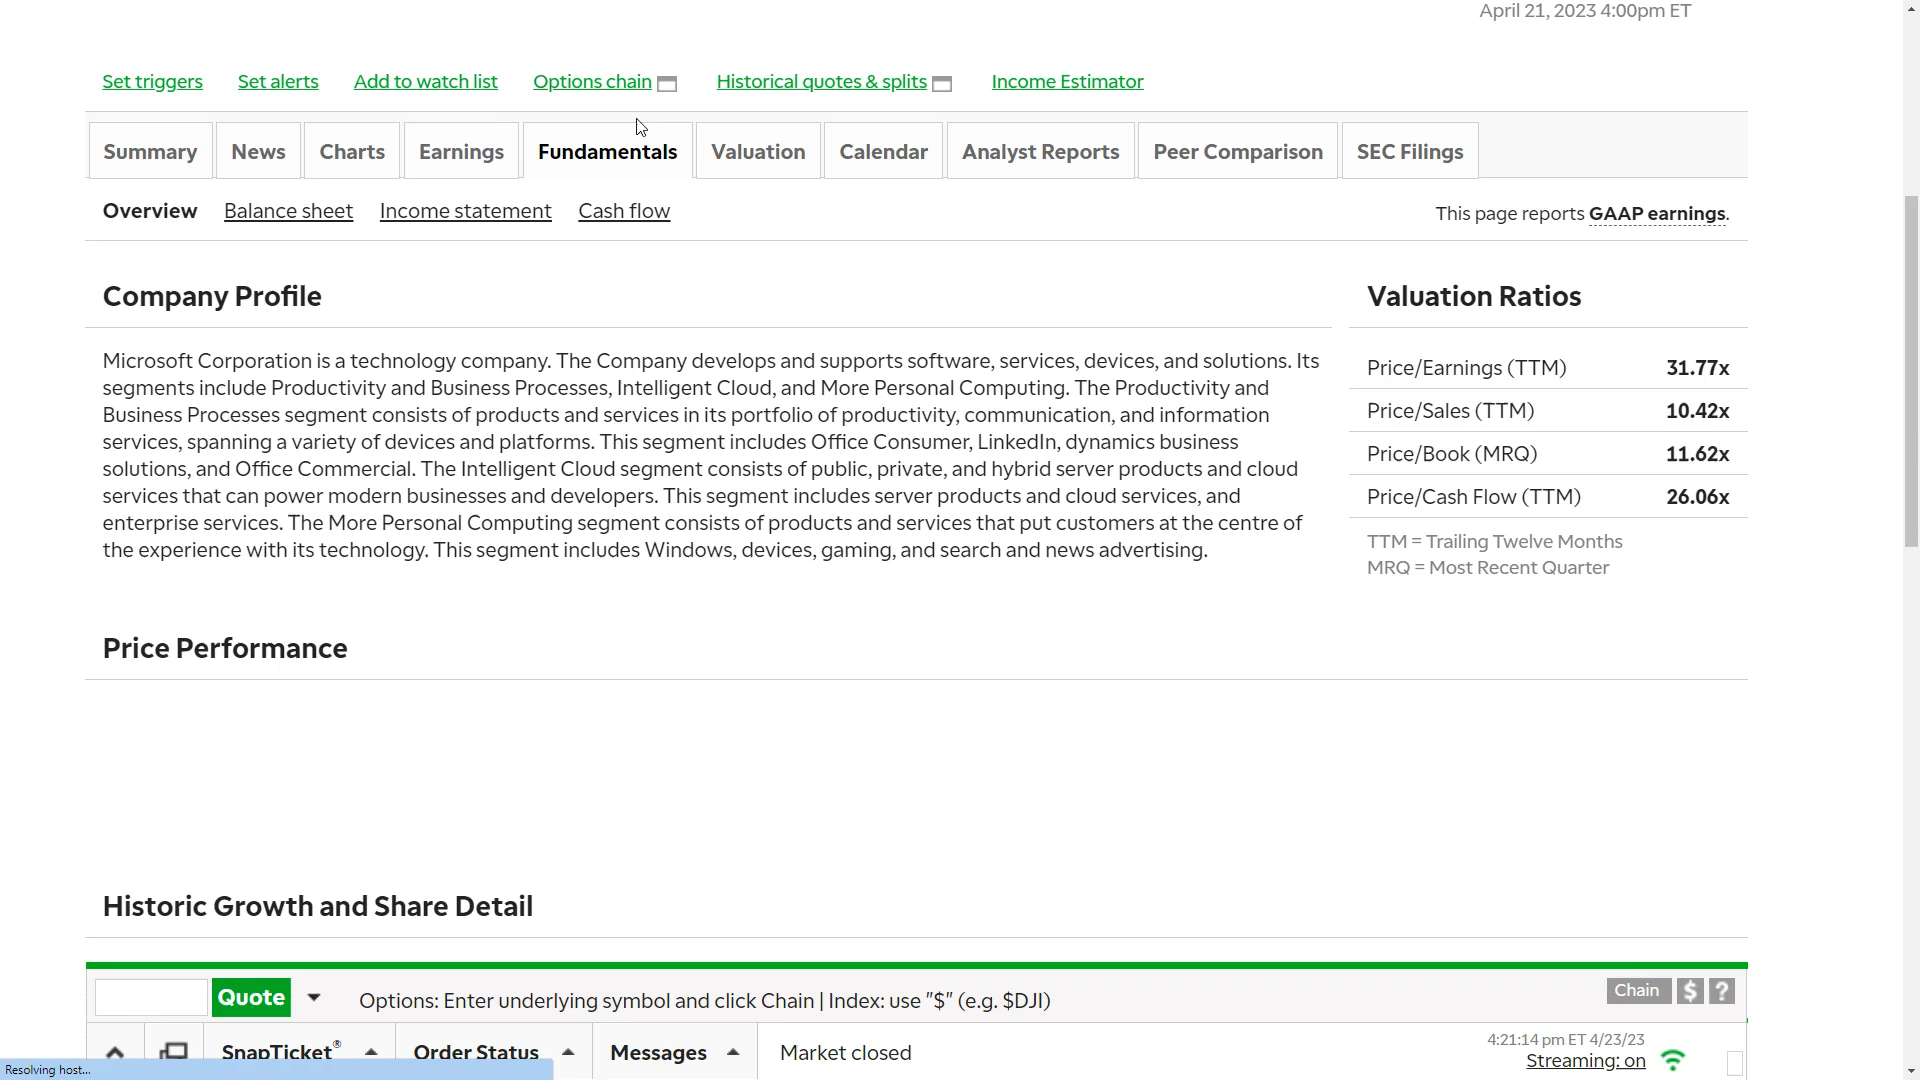 April 21, 2023 4:00pm ET
Set triggers Set alerts Add to watch list Options chain Historical quotes & splits Income Estimator
Summary News Charts Earnings Fundamentals Valuation Calendar Analyst Reports Peer Comparison SEC Filings
Overview Balance sheet Income statement Cash flow This page reports GAAP earnings.
Company Profile
Microsoft Corporation is a technology company. The Company develops and supports software, services, devices, and solutions. Its
segments include Productivity and Business Processes, Intelligent Cloud, and More Personal Computing. The Productivity and
Business Processes segment consists of products and services in its portfolio of productivity, communication, and information
services, spanning a variety of devices and platforms. This segment includes Office Consumer, LinkedIn, dynamics business
solutions, and Office Commercial. The Intelligent Cloud segment consists of public, private, and hybrid server products and cloud
services that can power modern businesses and developers. This segment includes server products and cloud services, and
enterprise services. The More Personal Computing segment consists of products and services that put customers at the centre of
the experience with its technology. This segment includes Windows, devices, gaming, and search and news advertising.
Valuation Ratios
Price/Earnings (TTM) 31.77x
Price/Sales (TTM) 10.42x
Price/Book (MRQ) 11.62x
Price/Cash Flow (TTM) 26.06x
TTM = Trailing Twelve Months
MRQ = Most Recent Quarter
Price Performance
Historic Growth and Share Detail
Quote Options: Enter underlying symbol and click Chain | Index: use "$" (e.g. $DJI) Chain $ ?
SnapTicket® Order Status Messages Market closed
4:21:14 pm ET 4/23/23
Streaming: on
Resolving host...